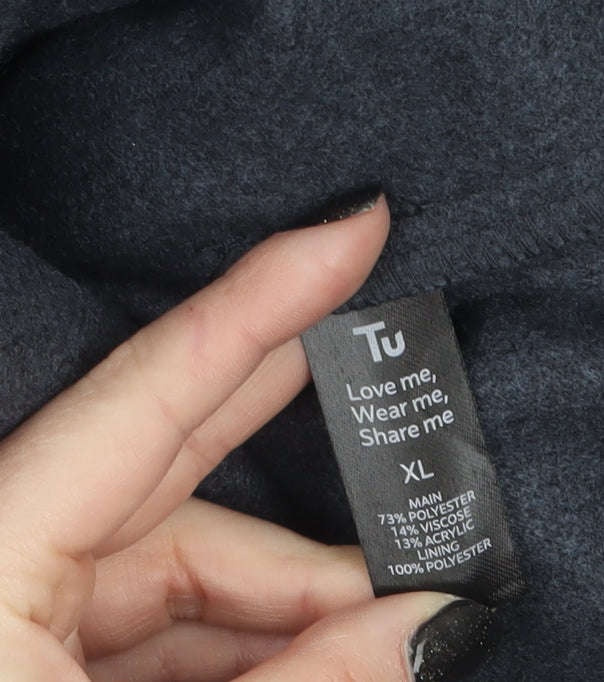 Tu
Love me,
Wear me,
Share me
XL
MAIN
73% POLYESTER
14% VISCOSE
13% ACRYLIC
LINING
100% POLYESTER